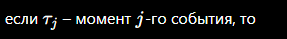 если τⱼ – момент j-го события, то